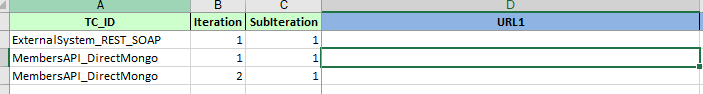 A B C D
TC_ID Iteration SubIteration URL1
ExternalSystem_REST_SOAP 1 1
MembersAPI_DirectMongo 1 1
MembersAPI_DirectMongo 2 1